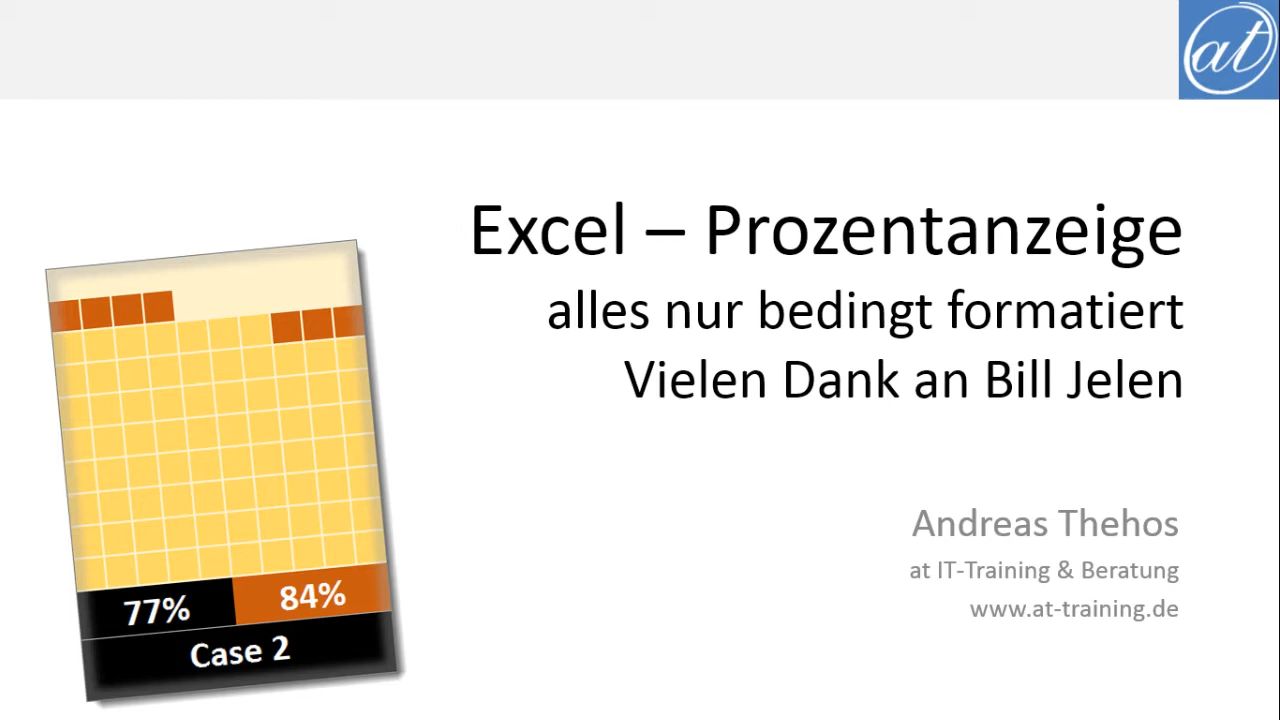 at
Excel – Prozentanzeige
alles nur bedingt formatiert
Vielen Dank an Bill Jelen
Andreas Thehos
at IT-Training & Beratung
www.at-training.de
77% 84%
Case 2